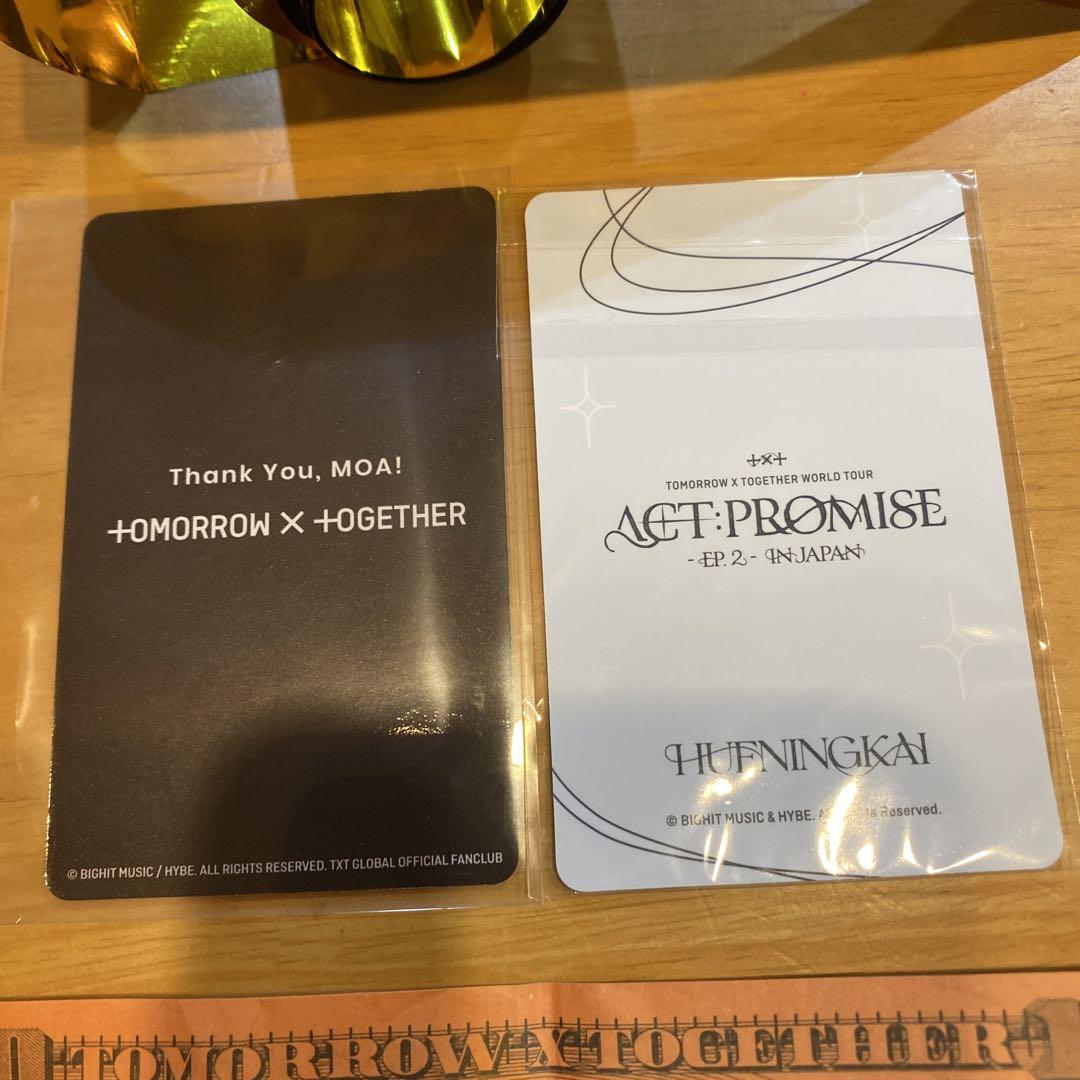 Thank You, MOA!
TOMORROW X TOGETHER
© BIGHIT MUSIC / HYBE. ALL RIGHTS RESERVED. TXT GLOBAL OFFICIAL FANCLUB
TXT
TOMORROW X TOGETHER WORLD TOUR
ACT:PROMISE
- EP. 2 - IN JAPAN
HUENINGKAI
© BIGHIT MUSIC & HYBE. Reserved.
TOMORROW X TOGETHER